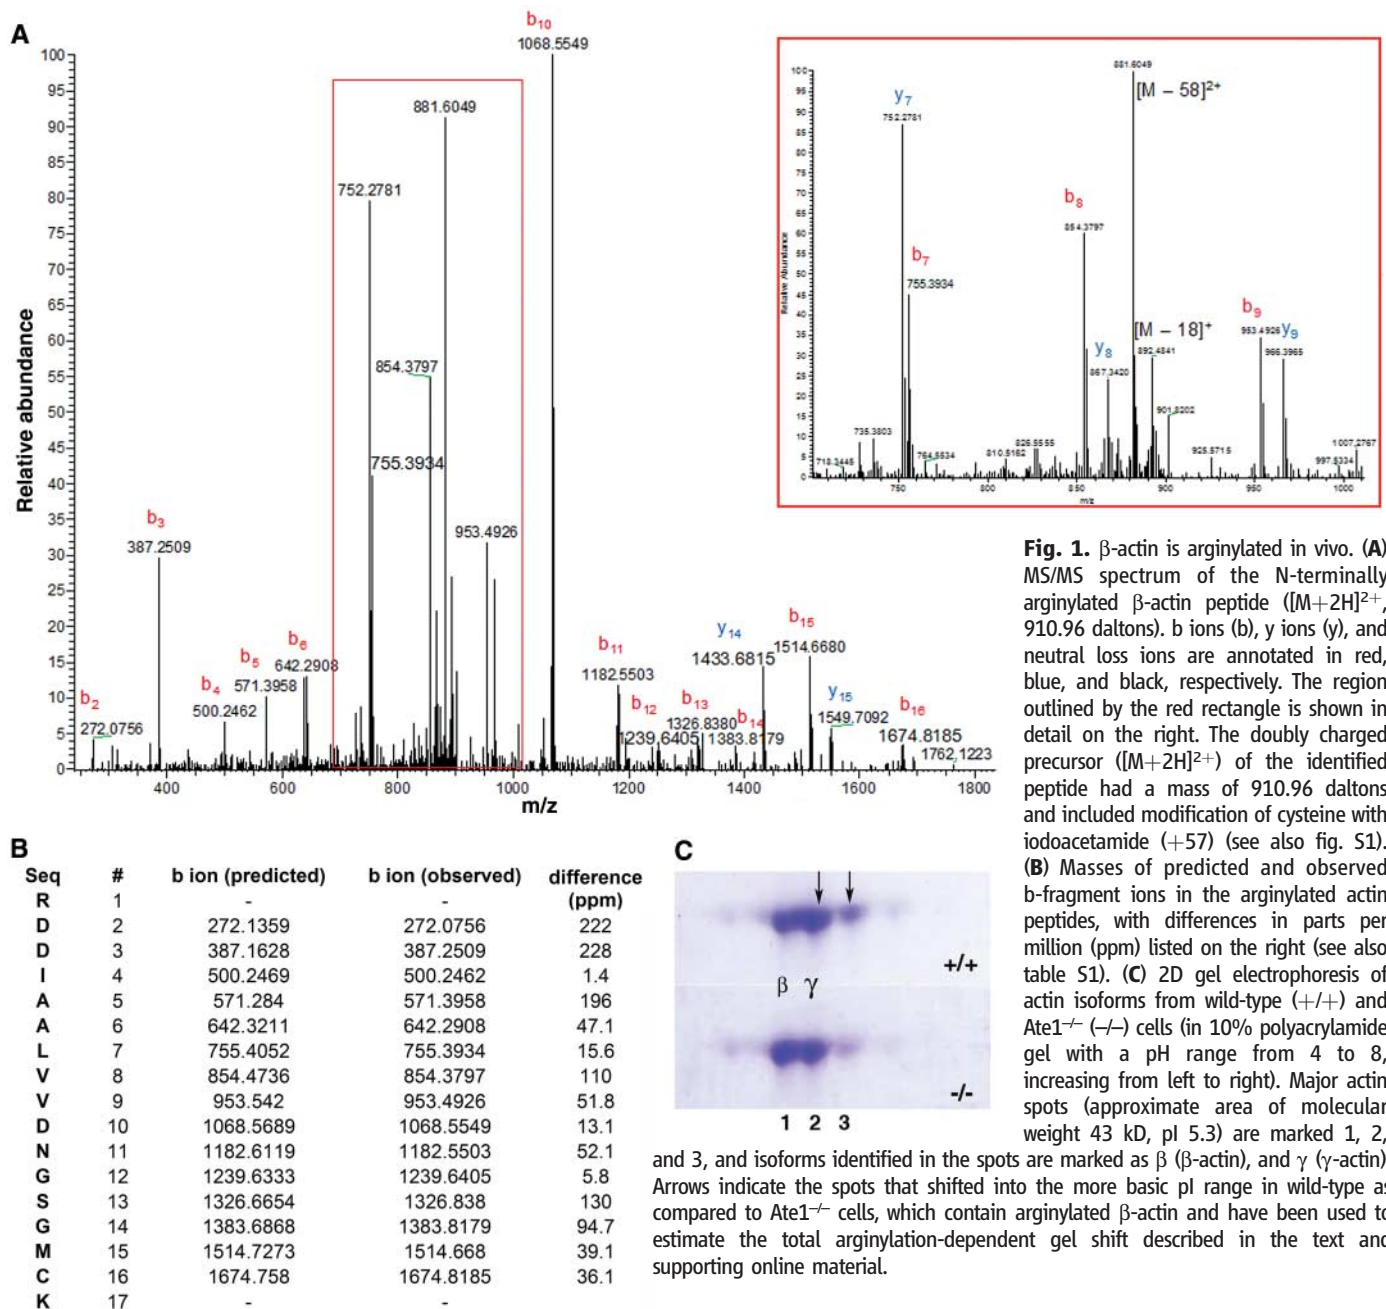 A
b10
1068.5549
100
95
90
85
80
75
70
65
60
55
50
45
40
35
30
25
20
15
10
5
0
Relative abundance
881.6049
752.2781
854.3797
755.3934
953.4926
b3
387.2509
b2
272.0756
b4
500.2462
b5
571.3958
b6
642.2908
b11
1182.5503
b12
1239.6405
b13
1326.8380
b14
1383.8179
y14
1433.6815
b15
1514.6680
y15
1549.7092
b16
1674.8185
1762.1223
400 600 800 1000 1200 1400 1600 1800
m/z
100
95
90
85
80
75
70
65
60
55
50
45
40
35
30
25
20
15
10
5
0
Relative Abundance
881.6049
[M – 58]2+
y7
752.2781
b7
755.3934
b8
854.3797
y8
867.3420
[M – 18]+
892.4841
b9
953.4926
y9
966.3965
718.3445
735.3803
764.5534
810.5162
826.5555
901.8202
925.5715
997.5334
1007.2767
750 800 850 900 950 1000
m/z
Fig. 1. β-actin is arginylated in vivo. (A)
MS/MS spectrum of the N-terminally
arginylated β-actin peptide ([M+2H]2+,
910.96 daltons). b ions (b), y ions (y), and
neutral loss ions are annotated in red,
blue, and black, respectively. The region
outlined by the red rectangle is shown in
detail on the right. The doubly charged
precursor ([M+2H]2+) of the identified
peptide had a mass of 910.96 daltons
and included modification of cysteine with
iodoacetamide (+57) (see also fig. S1).
(B) Masses of predicted and observed
b-fragment ions in the arginylated actin
peptides, with differences in parts per
million (ppm) listed on the right (see also
table S1). (C) 2D gel electrophoresis of
actin isoforms from wild-type (+/+) and
Ate1–/– (–/–) cells (in 10% polyacrylamide
gel with a pH range from 4 to 8,
increasing from left to right). Major actin
spots (approximate area of molecular
weight 43 kD, pI 5.3) are marked 1, 2,
and 3, and isoforms identified in the spots are marked as β (β-actin), and γ (γ-actin)
Arrows indicate the spots that shifted into the more basic pI range in wild-type as
compared to Ate1–/– cells, which contain arginylated β-actin and have been used to
estimate the total arginylation-dependent gel shift described in the text and
supporting online material.
B
Seq # b ion (predicted) b ion (observed) difference (ppm)
R 1 - -
D 2 272.1359 272.0756 222
D 3 387.1628 387.2509 228
I 4 500.2469 500.2462 1.4
A 5 571.284 571.3958 196
A 6 642.3211 642.2908 47.1
L 7 755.4052 755.3934 15.6
V 8 854.4736 854.3797 110
V 9 953.542 953.4926 51.8
D 10 1068.5689 1068.5549 13.1
N 11 1182.6119 1182.5503 52.1
G 12 1239.6333 1239.6405 5.8
S 13 1326.6654 1326.838 130
G 14 1383.6868 1383.8179 94.7
M 15 1514.7273 1514.668 39.1
C 16 1674.758 1674.8185 36.1
K 17 - -
C
+/+
β γ
-/-
1 2 3